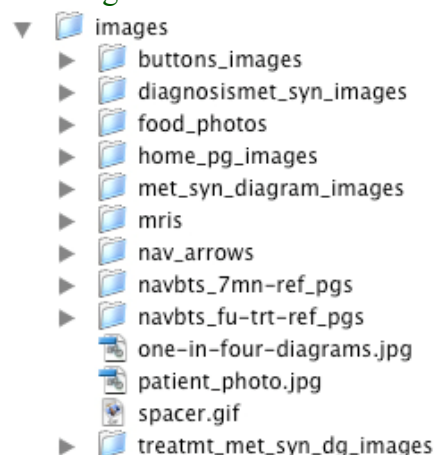 images
buttons_images
diagnosismet_syn_images
food_photos
home_pg_images
met_syn_diagram_images
mris
nav_arrows
navbts_7mn-ref_pgs
navbts_fu-trt-ref_pgs
one-in-four-diagrams.jpg
patient_photo.jpg
spacer.gif
treatmt_met_syn_dg_images